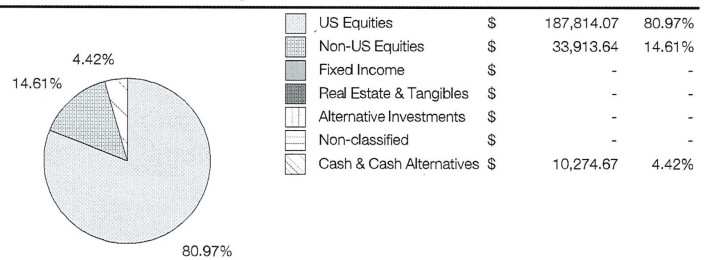 US Equities $ 187,814.07 80.97%
Non-US Equities $ 33,913.64 14.61%
Fixed Income $ - -
Real Estate & Tangibles $ - -
Alternative Investments $ - -
Non-classified $ - -
Cash & Cash Alternatives $ 10,274.67 4.42%
4.42%
14.61%
80.97%